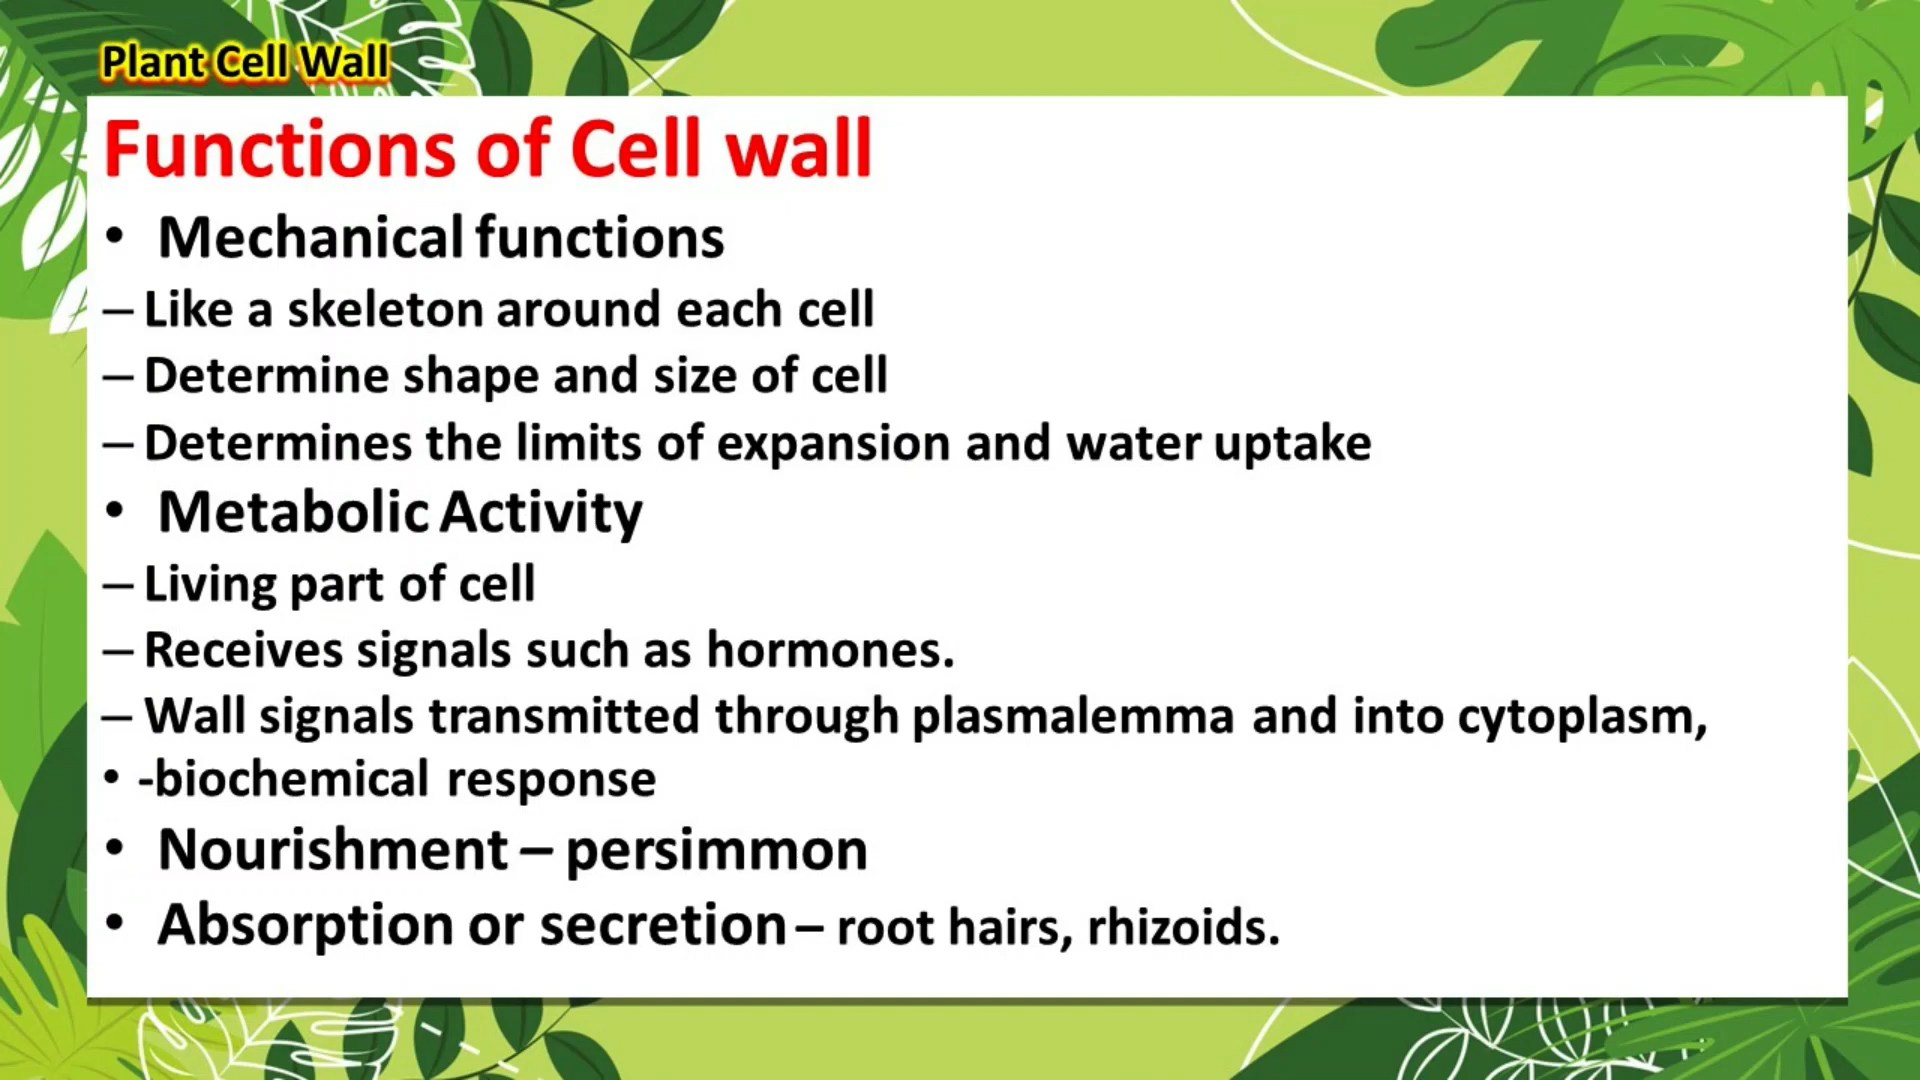 Plant Cell Wall
Functions of Cell wall
• Mechanical functions
– Like a skeleton around each cell
– Determine shape and size of cell
– Determines the limits of expansion and water uptake
• Metabolic Activity
– Living part of cell
– Receives signals such as hormones.
– Wall signals transmitted through plasmalemma and into cytoplasm,
• -biochemical response
• Nourishment – persimmon
• Absorption or secretion – root hairs, rhizoids.